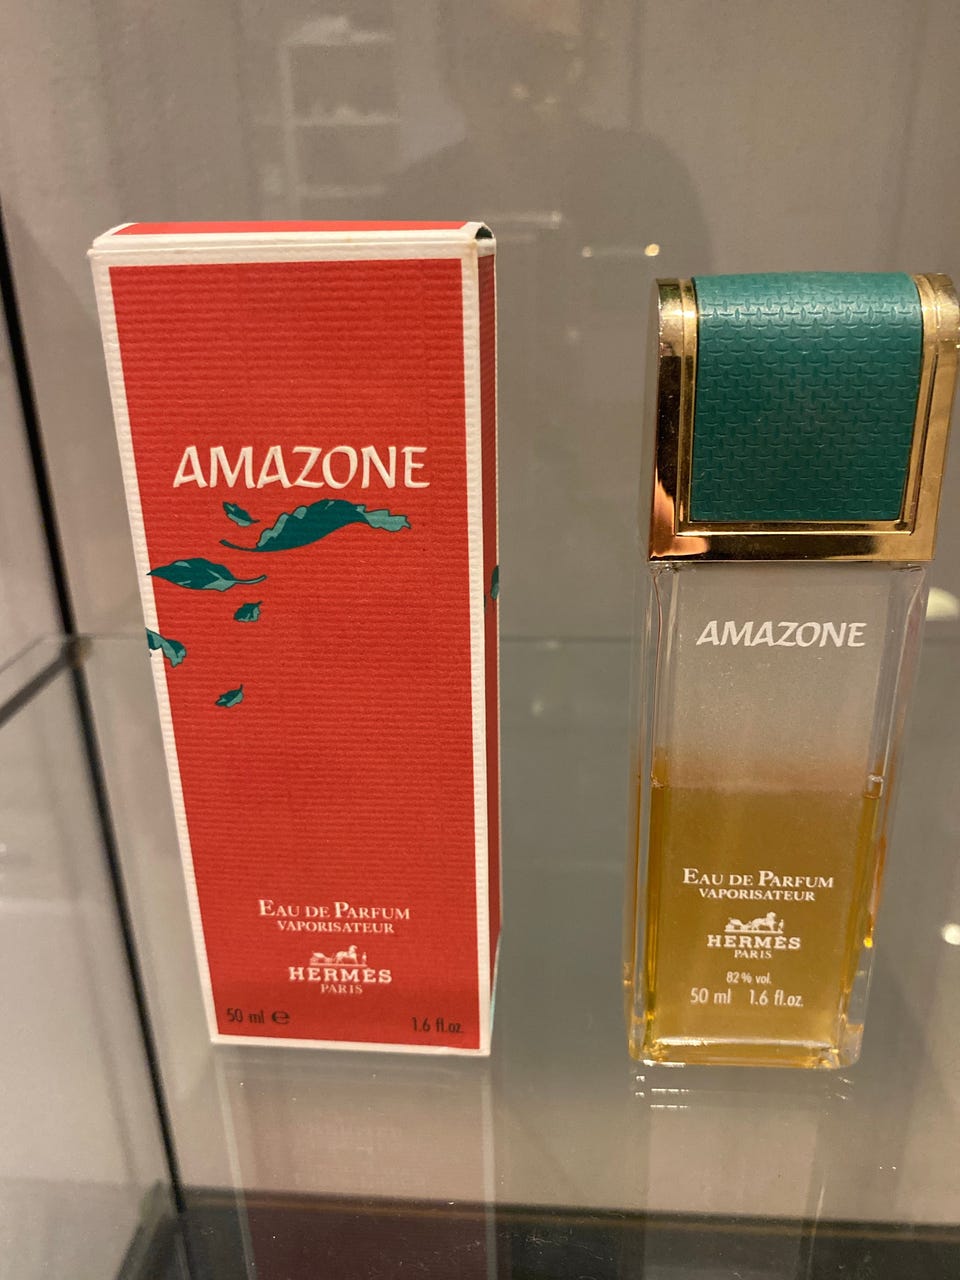 AMAZONE
EAU DE PARFUM
VAPORISATEUR
HERMÈS
PARIS
50 ml e
1.6 fl.oz.
AMAZONE
EAU DE PARFUM
VAPORISATEUR
HERMÈS
PARIS
82 % vol.
50 ml 1.6 fl.oz.